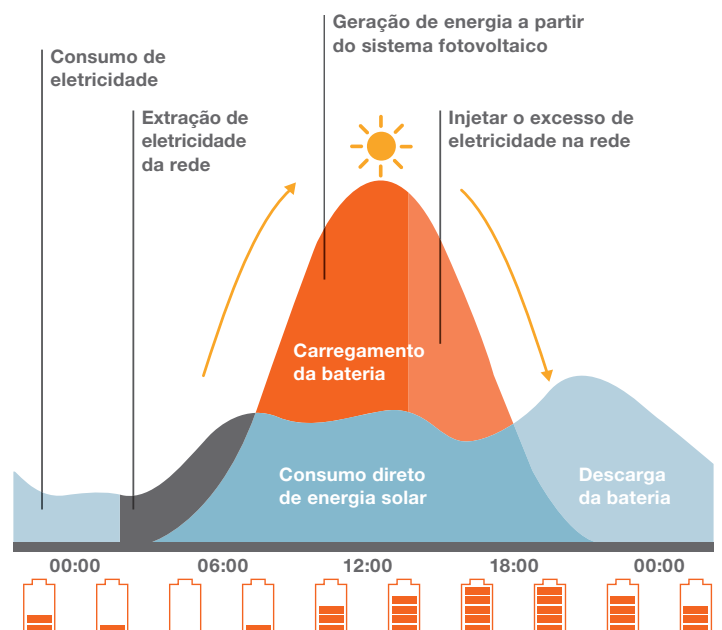 Geração de energia a partir
do sistema fotovoltaico
Consumo de
eletricidade
Extração de
eletricidade
da rede
Injetar o excesso de
eletricidade na rede
Carregamento
da bateria
Consumo direto
de energia solar
Descarga
da bateria
00:00 06:00 12:00 18:00 00:00